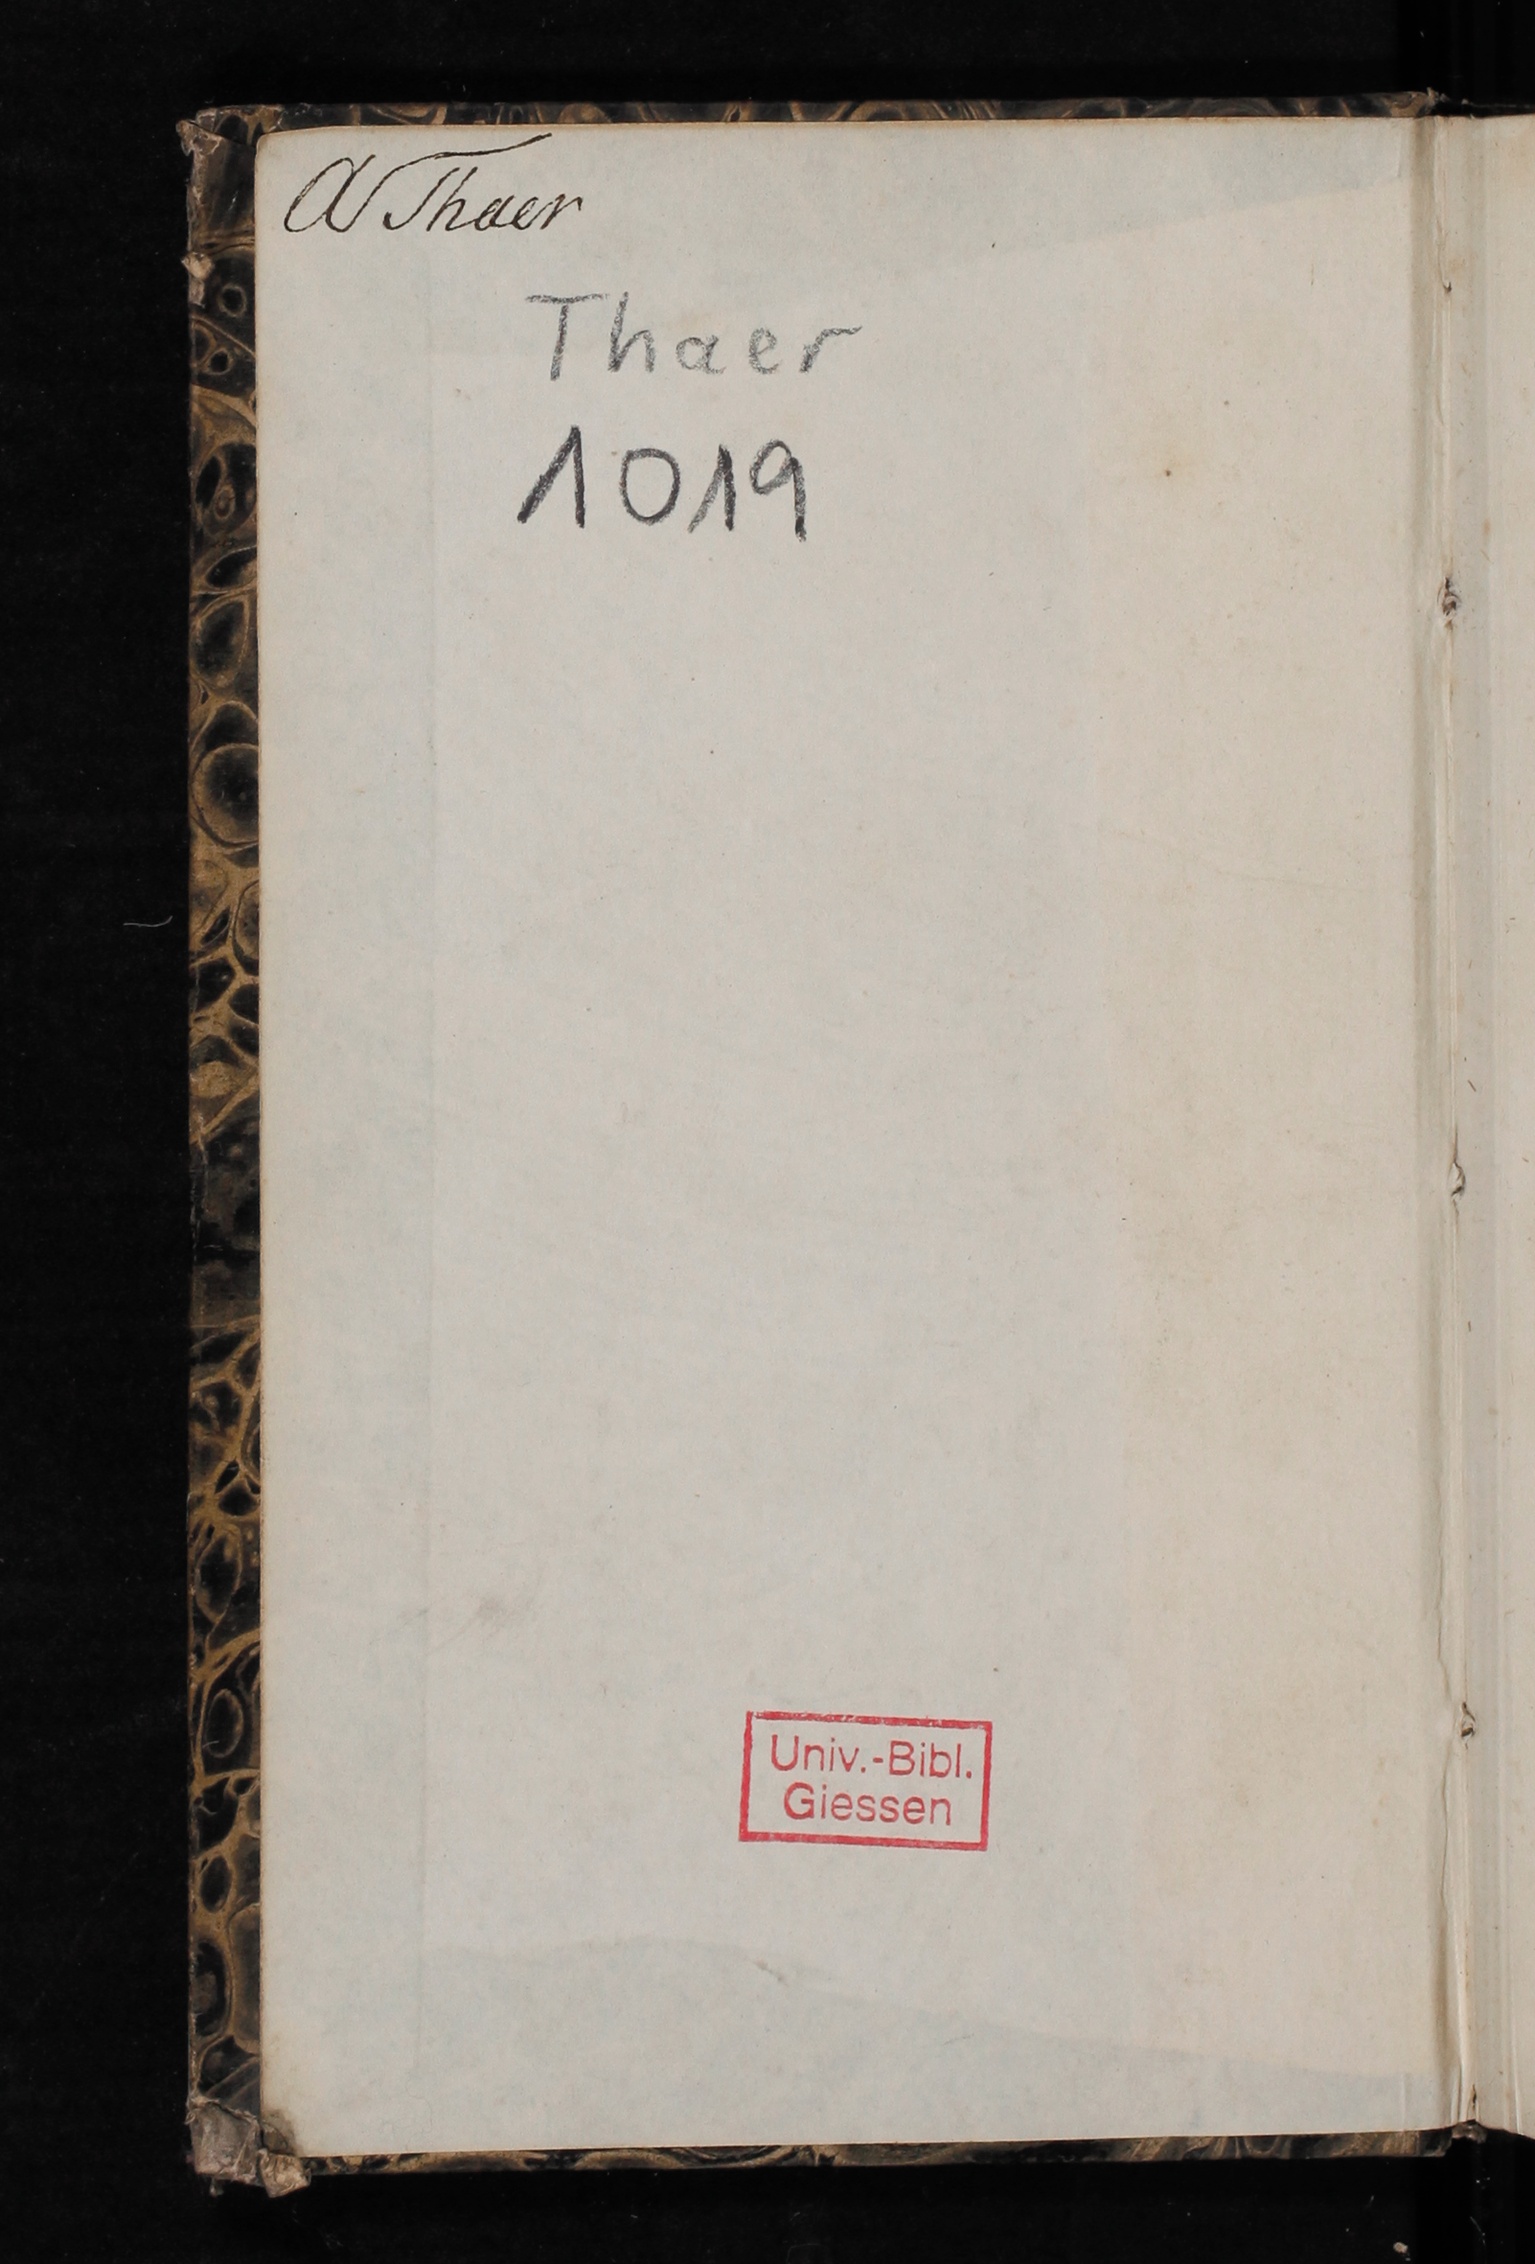 A Thaer
Thaer
1019
Univ.-Bibl.
Giessen